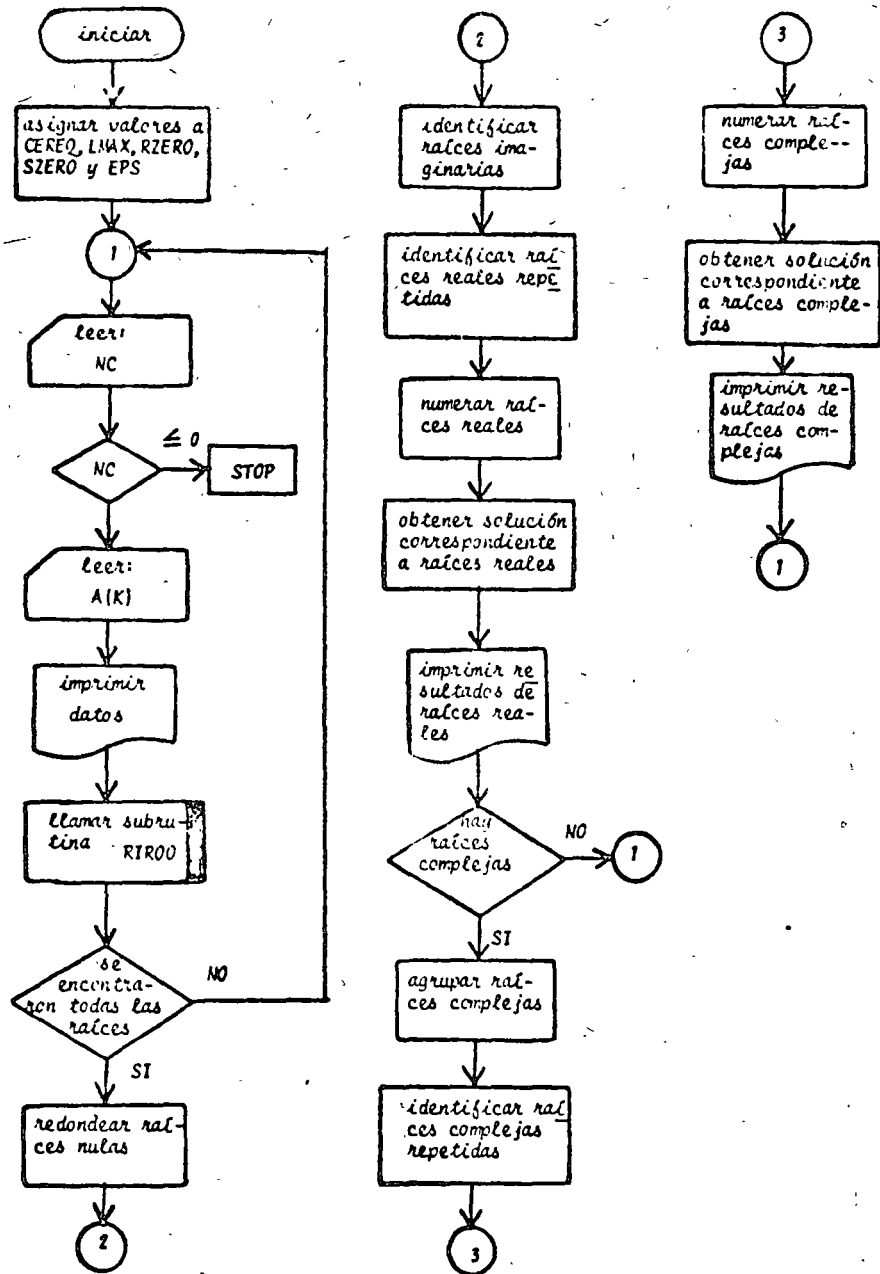 iniciar
asignar valores a
CEREQ, LMAX, RZERO,
SZERO y EPS
1
leer:
NC
NC
≤ 0
STOP
leer:
A(K)
imprimir
datos
llamar subru-
tina RTROO
se
encontra-
ron todas las
raíces
NO
SI
redondear raí-
ces nulas
2
2
identificar
raíces ima-
ginarias
identificar raí
ces reales repe
tidas
numerar raí-
ces reales
obtener solución
correspondiente
a raíces reales
imprimir re
sultados de
raíces rea-
les
hay
raíces
complejas
NO
1
SI
agrupar raí-
ces complejas
identificar raí
ces complejas
repetidas
3
3
numerar raí-
ces comple--
jas
obtener solución
correspondiente
a raíces comple-
jas
imprimir re-
sultados de
raíces com-
plejas
1